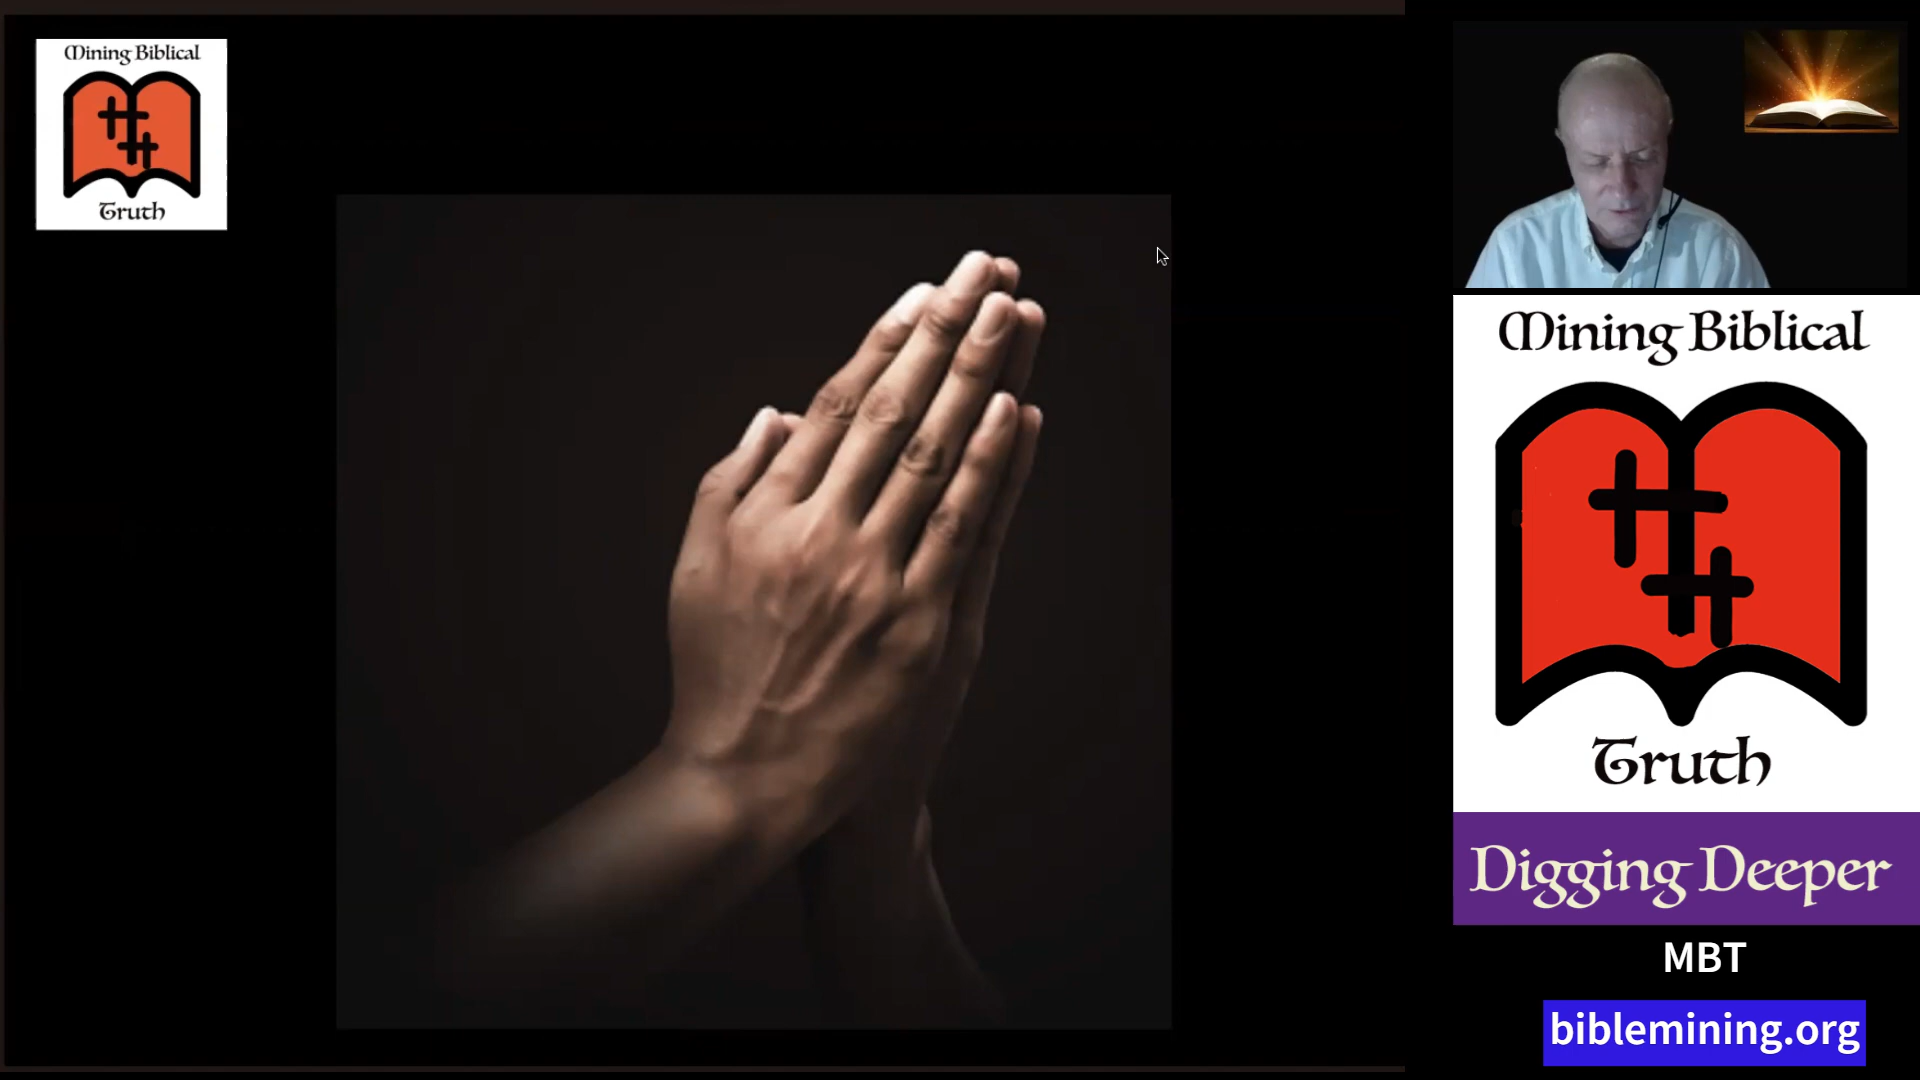 Mining Biblical
Truth
Mining Biblical
Truth
Digging Deeper
MBT
biblemining.org